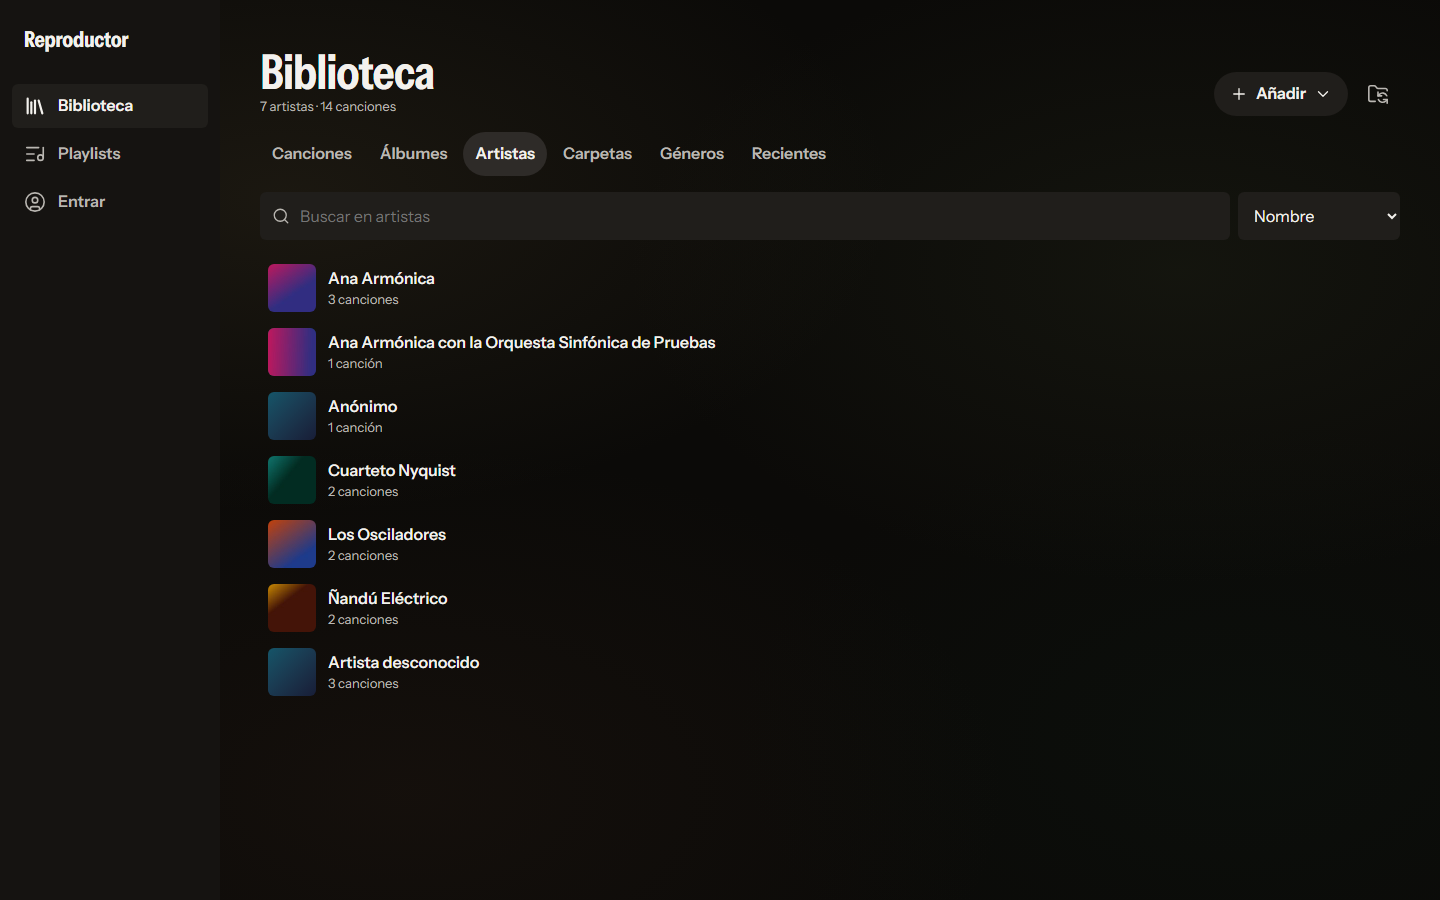 Reproductor
Biblioteca
Playlists
Entrar
Biblioteca
7 artistas · 14 canciones
Añadir
Canciones Álbumes Artistas Carpetas Géneros Recientes
Buscar en artistas
Nombre
Ana Armónica
3 canciones
Ana Armónica con la Orquesta Sinfónica de Pruebas
1 canción
Anónimo
1 canción
Cuarteto Nyquist
2 canciones
Los Osciladores
2 canciones
Ñandú Eléctrico
2 canciones
Artista desconocido
3 canciones